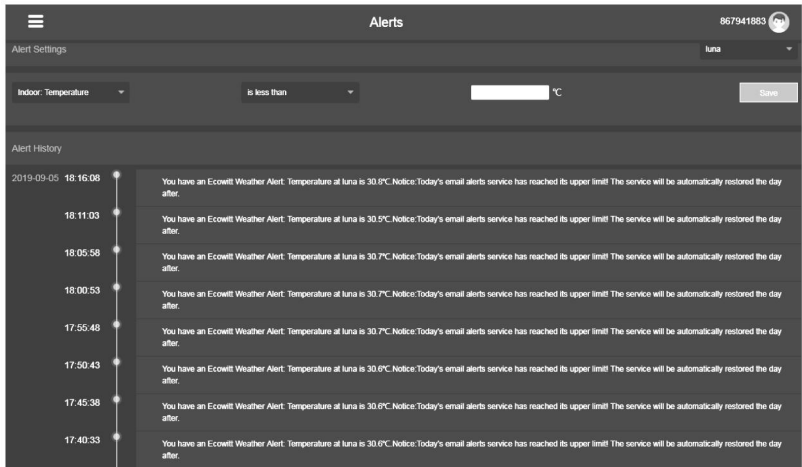 Alerts
867941883
Alert Settings
luna
Indoor: Temperature
is less than
℃
Save
Alert History
2019-09-05 18:16:08
You have an Ecowitt Weather Alert: Temperature at luna is 30.8℃.Notice:Today's email alerts service has reached its upper limit! The service will be automatically restored the day
after.
18:11:03
You have an Ecowitt Weather Alert: Temperature at luna is 30.5℃.Notice:Today's email alerts service has reached its upper limit! The service will be automatically restored the day
after.
18:05:58
You have an Ecowitt Weather Alert: Temperature at luna is 30.7℃.Notice:Today's email alerts service has reached its upper limit! The service will be automatically restored the day
after.
18:00:53
You have an Ecowitt Weather Alert: Temperature at luna is 30.7℃.Notice:Today's email alerts service has reached its upper limit! The service will be automatically restored the day
after.
17:55:48
You have an Ecowitt Weather Alert: Temperature at luna is 30.7℃.Notice:Today's email alerts service has reached its upper limit! The service will be automatically restored the day
after.
17:50:43
You have an Ecowitt Weather Alert: Temperature at luna is 30.6℃.Notice:Today's email alerts service has reached its upper limit! The service will be automatically restored the day
after.
17:45:38
You have an Ecowitt Weather Alert: Temperature at luna is 30.6℃.Notice:Today's email alerts service has reached its upper limit! The service will be automatically restored the day
after.
17:40:33
You have an Ecowitt Weather Alert: Temperature at luna is 30.6℃.Notice:Today's email alerts service has reached its upper limit! The service will be automatically restored the day
after.